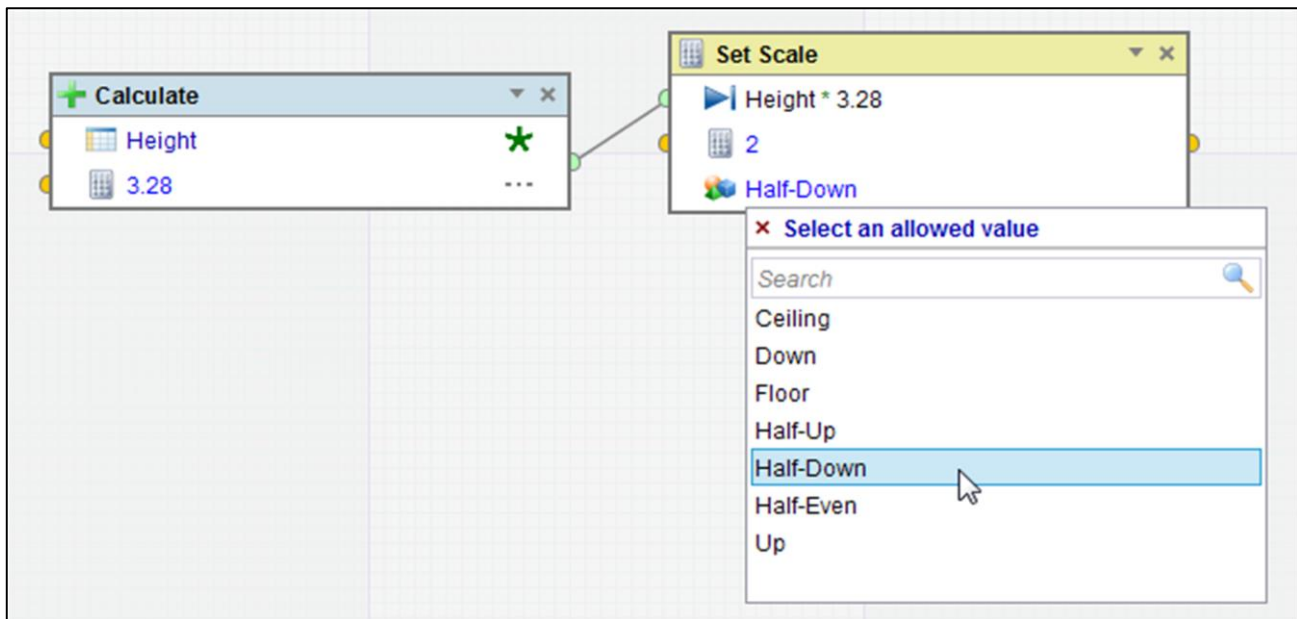 Calculate
Height *
3.28 ...
Set Scale
Height * 3.28
2
Half-Down
Select an allowed value
Search
Ceiling
Down
Floor
Half-Up
Half-Down
Half-Even
Up